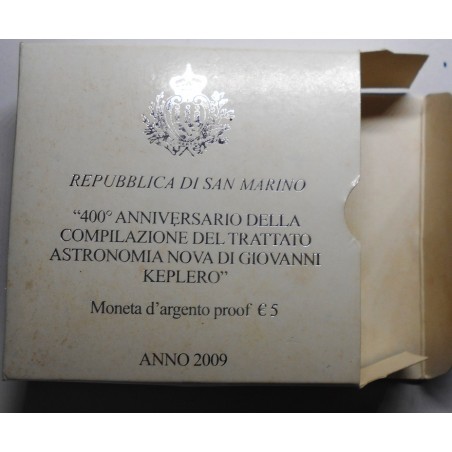 REPUBBLICA DI SAN MARINO
“400° ANNIVERSARIO DELLA
COMPILAZIONE DEL TRATTATO
ASTRONOMIA NOVA DI GIOVANNI
KEPLERO”
Moneta d’argento proof € 5
ANNO 2009